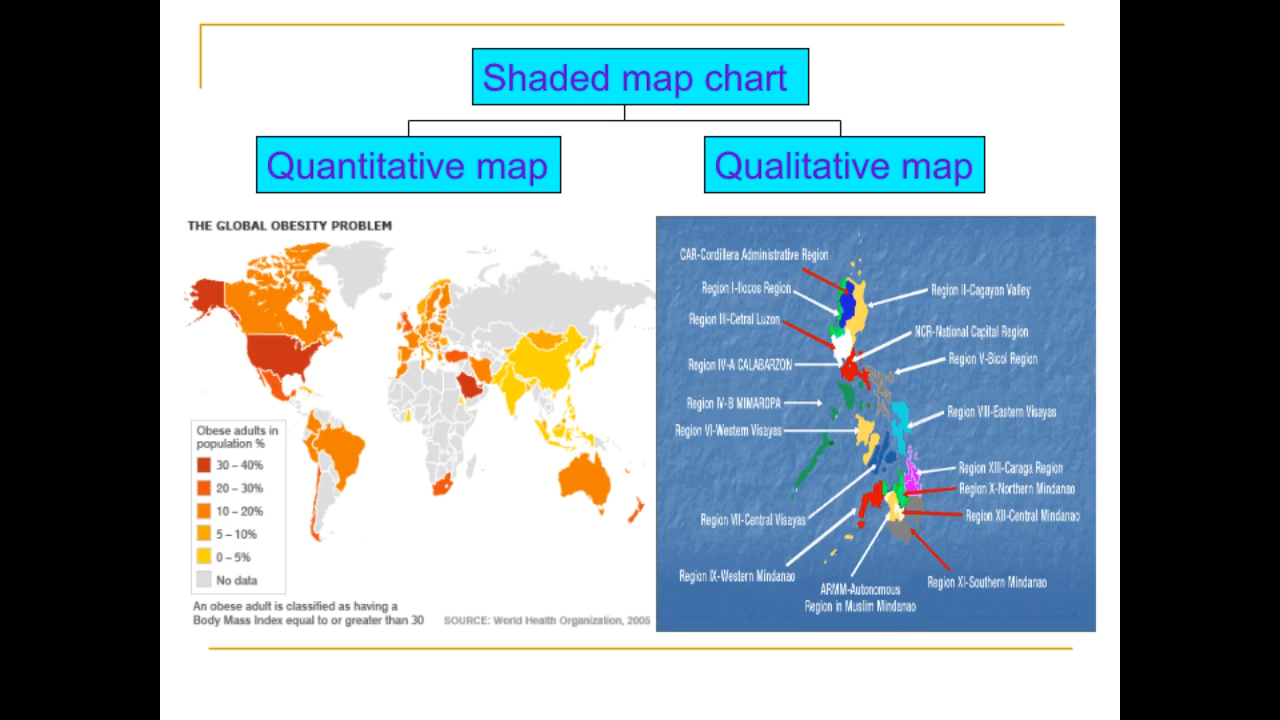 Shaded map chart
Quantitative map
Qualitative map
THE GLOBAL OBESITY PROBLEM
Obese adults in
population %
30 – 40%
20 – 30%
10 – 20%
5 – 10%
0 – 5%
No data
An obese adult is classified as having a
Body Mass Index equal to or greater than 30
SOURCE: World Health Organization, 2005
CAR-Cordillera Administrative Region
Region I-Ilocos Region
Region II-Cagayan Valley
Region III-Cetral Luzon
NCR-National Capital Region
Region IV-A CALABARZON
Region V-Bicol Region
Region IV-B MIMAROPA
Region VIII-Eastern Visayas
Region VI-Western Visayas
Region XIII-Caraga Region
Region X-Northern Mindanao
Region XII-Central Mindanao
Region VII-Central Visayas
Region IX-Western Mindanao
Region XI-Southern Mindanao
ARMM-Autonomous
Region in Muslim Mindanao